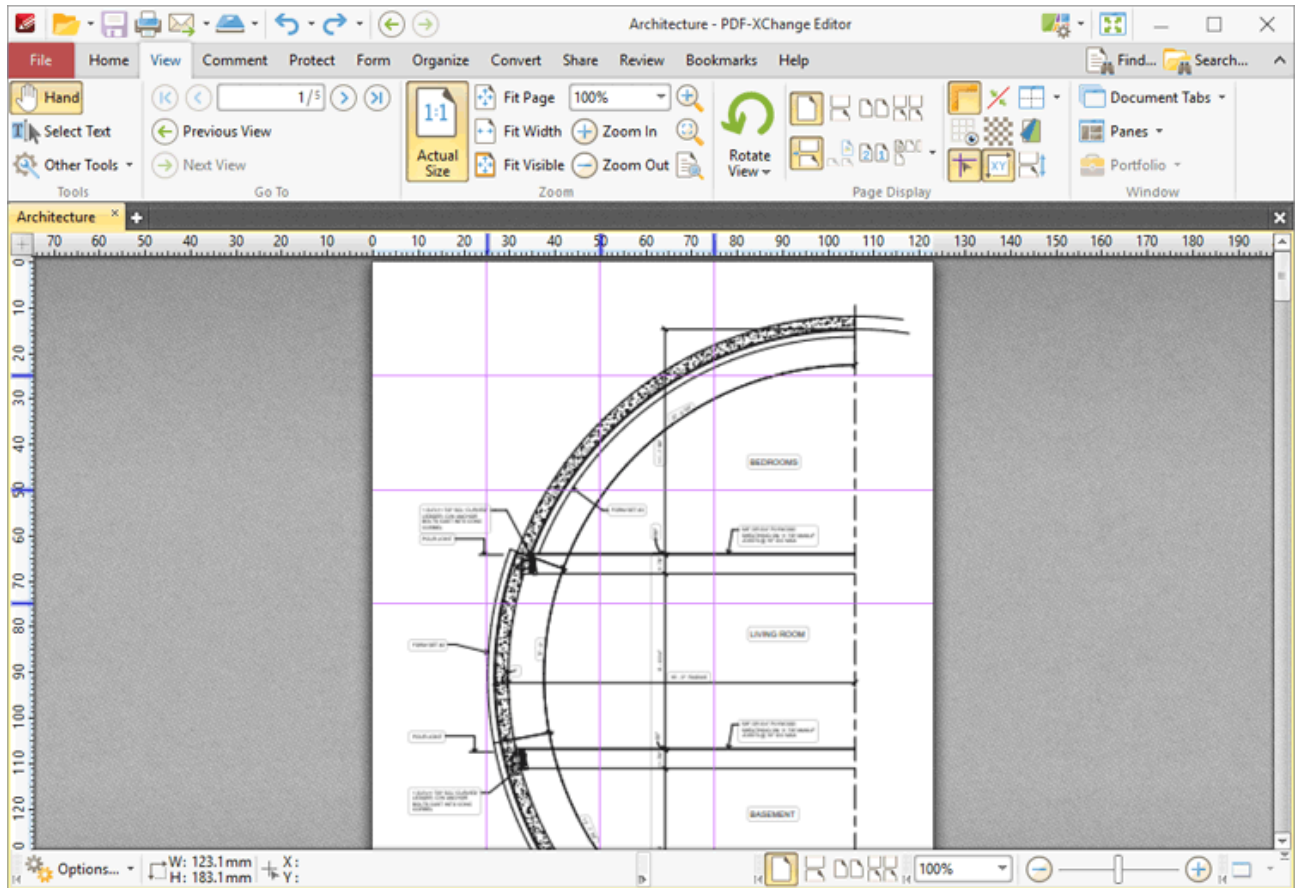 Architecture - PDF-XChange Editor
File Home View Comment Protect Form Organize Convert Share Review Bookmarks Help Find... Search...
Hand
Select Text
Other Tools
Tools
1/5
Previous View
Next View
Go To
1:1
Actual Size
Fit Page 100%
Fit Width Zoom In
Fit Visible Zoom Out
Zoom
Rotate View
Page Display
XY
Document Tabs
Panes
Portfolio
Window
Architecture
70 60 50 40 30 20 10 0 10 20 30 40 50 60 70 80 90 100 110 120 130 140 150 160 170 180 190
0
10
20
30
40
50
60
70
80
90
100
110
120
BEDROOMS
LIVING ROOM
BASEMENT
Options... W: 123.1mm X:
H: 183.1mm Y:
100%